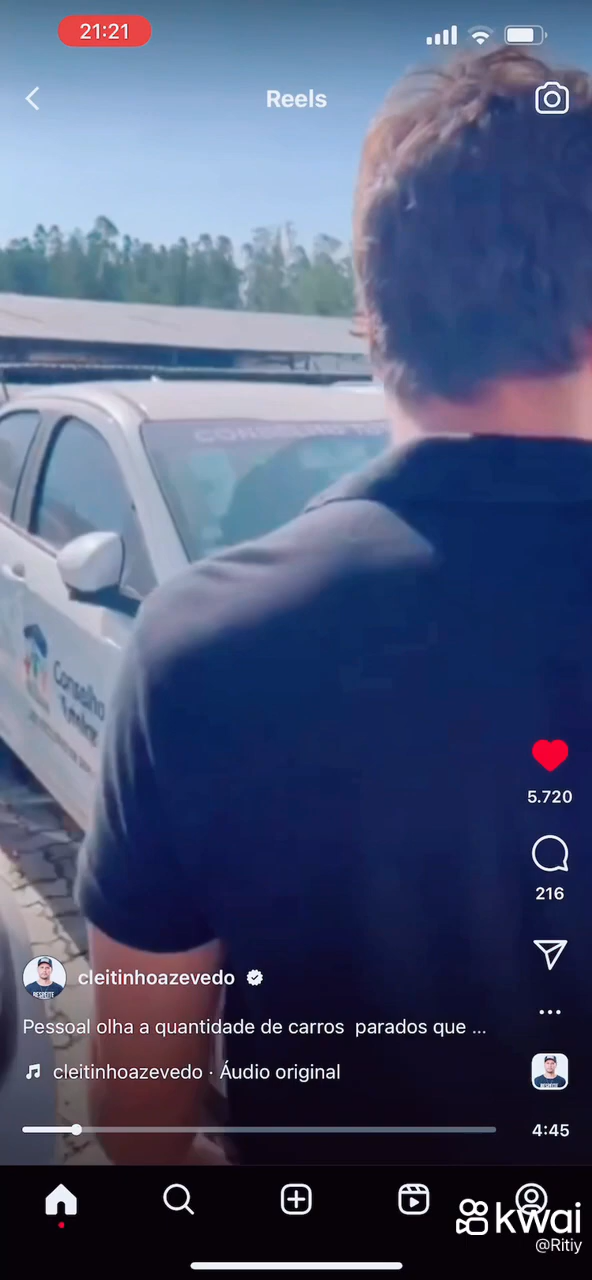 21:21
Reels
Conselho
Tutelar
5.720
216
cleitinhoazevedo
Pessoal olha a quantidade de carros parados que ...
cleitinhoazevedo · Áudio original
4:45
kwai
@Ritiy